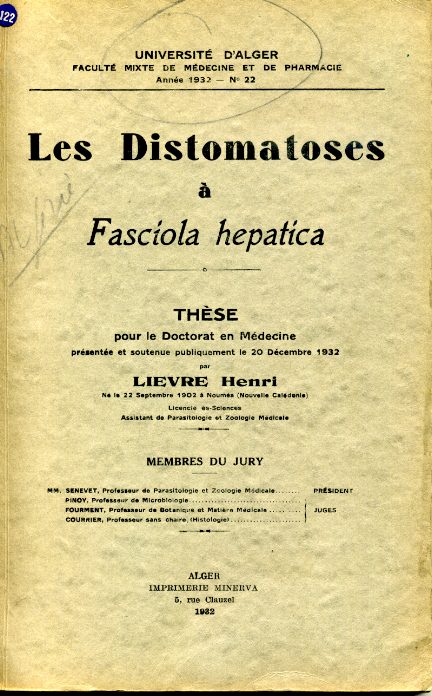 122
UNIVERSITÉ D'ALGER
FACULTÉ MIXTE DE MÉDECINE ET DE PHARMACIE
Année 1932 — N° 22
Les Distomatoses
à
Fasciola hepatica
THÈSE
pour le Doctorat en Médecine
présentée et soutenue publiquement le 20 Décembre 1932
par
LIEVRE Henri
Né le 22 Septembre 1902 à Nouméa (Nouvelle Calédonie)
Licencié ès-Sciences
Assistant de Parasitologie et Zoologie Médicale
MEMBRES DU JURY
MM. SENEVET, Professeur de Parasitologie et Zoologie Médicale....... PRÉSIDENT
PINOY, Professeur de Microbiologie
FOURMENT, Professeur de Botanique et Matière Médicale ......... JUGES
COURRIER, Professeur sans chaire, (Histologie)
ALGER
IMPRIMERIE MINERVA
5, rue Clauzel
1932